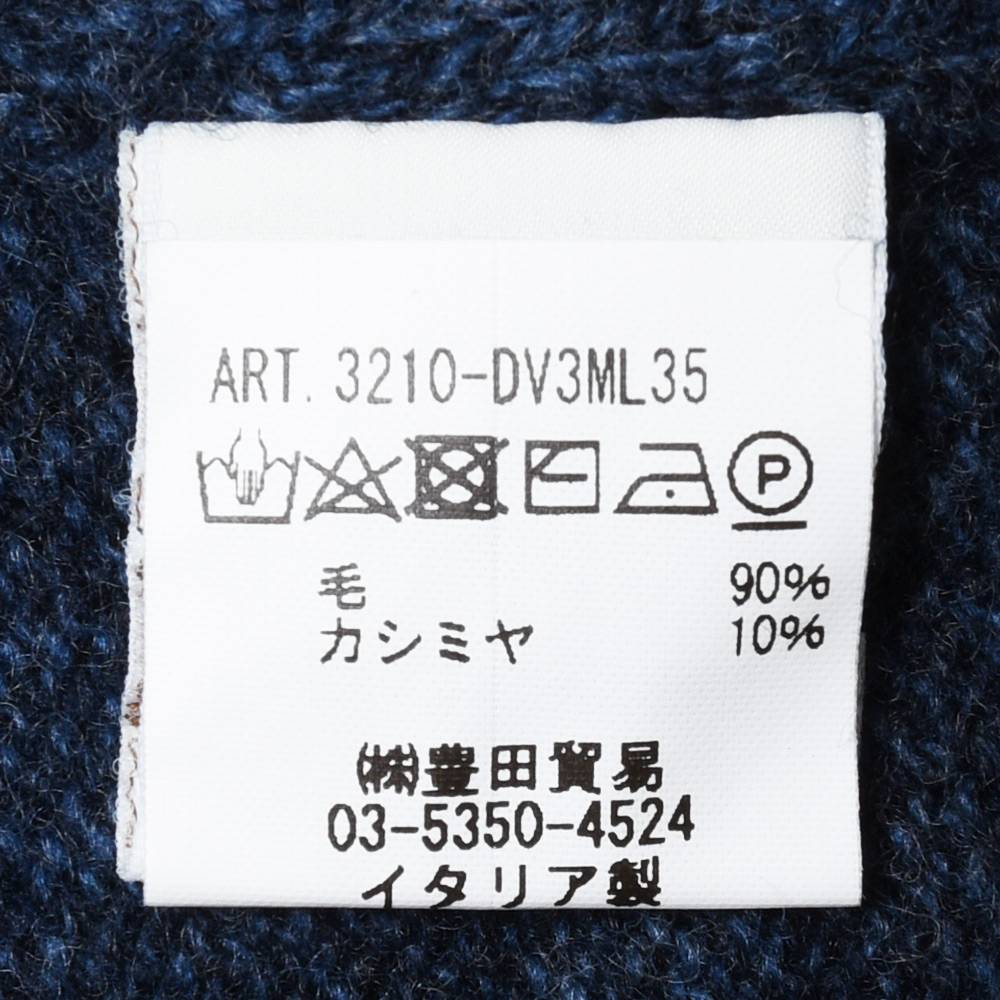 ART. 3210-DV3ML35
P
毛 90%
カシミヤ 10%
㈱豊田貿易
03-5350-4524
イタリア製